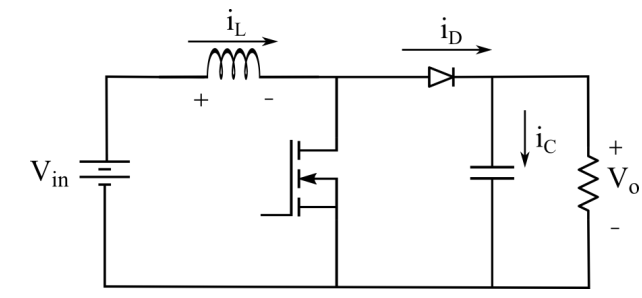 i_L
i_D
+ -
i_C
V_in
+
V_o
-